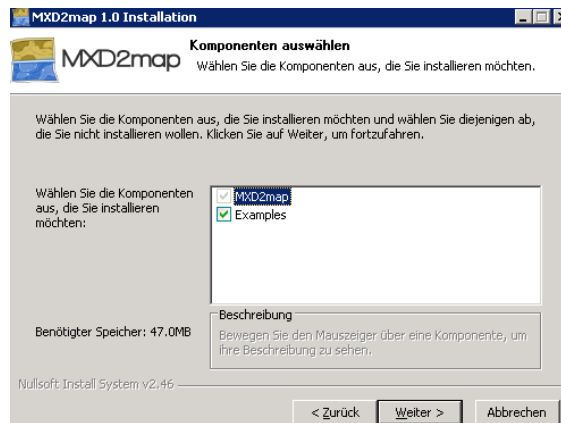 MXD2map 1.0 Installation
MXD2map
Komponenten auswählen
Wählen Sie die Komponenten aus, die Sie installieren möchten.
Wählen Sie die Komponenten aus, die Sie installieren möchten und wählen Sie diejenigen ab,
die Sie nicht installieren wollen. Klicken Sie auf Weiter, um fortzufahren.
Wählen Sie die Komponenten
aus, die Sie installieren
möchten:
MXD2map
Examples
Benötigter Speicher: 47.0MB
Beschreibung
Bewegen Sie den Mauszeiger über eine Komponente, um
ihre Beschreibung zu sehen.
Nullsoft Install System v2.46
< Zurück
Weiter >
Abbrechen